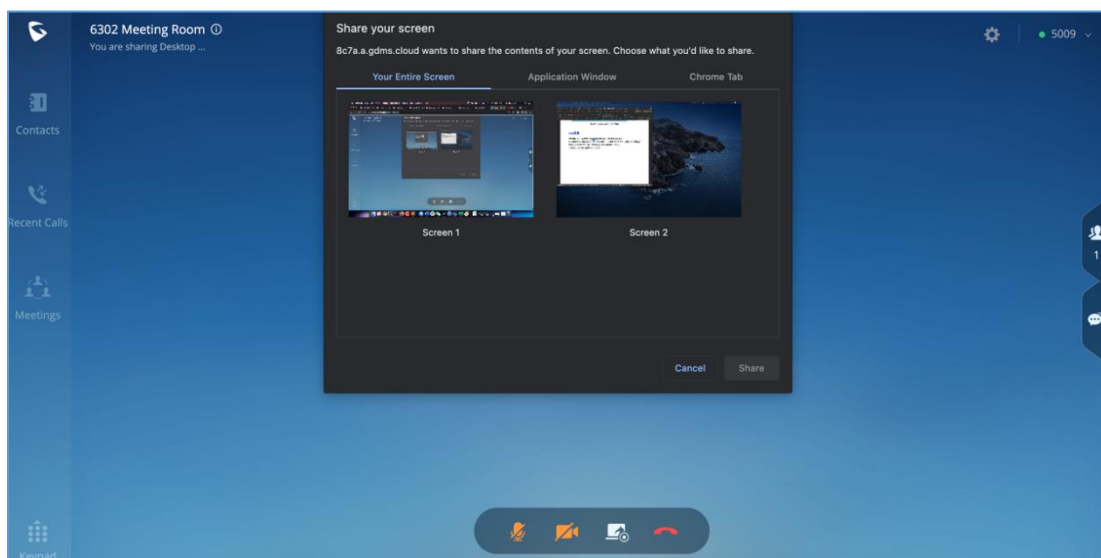 6302 Meeting Room
You are sharing Desktop ...
5009
Contacts
Recent Calls
Meetings
Keypad
Share your screen
8c7a.a.gdms.cloud wants to share the contents of your screen. Choose what you'd like to share.
Your Entire Screen Application Window Chrome Tab
Screen 1 Screen 2
Cancel Share
1